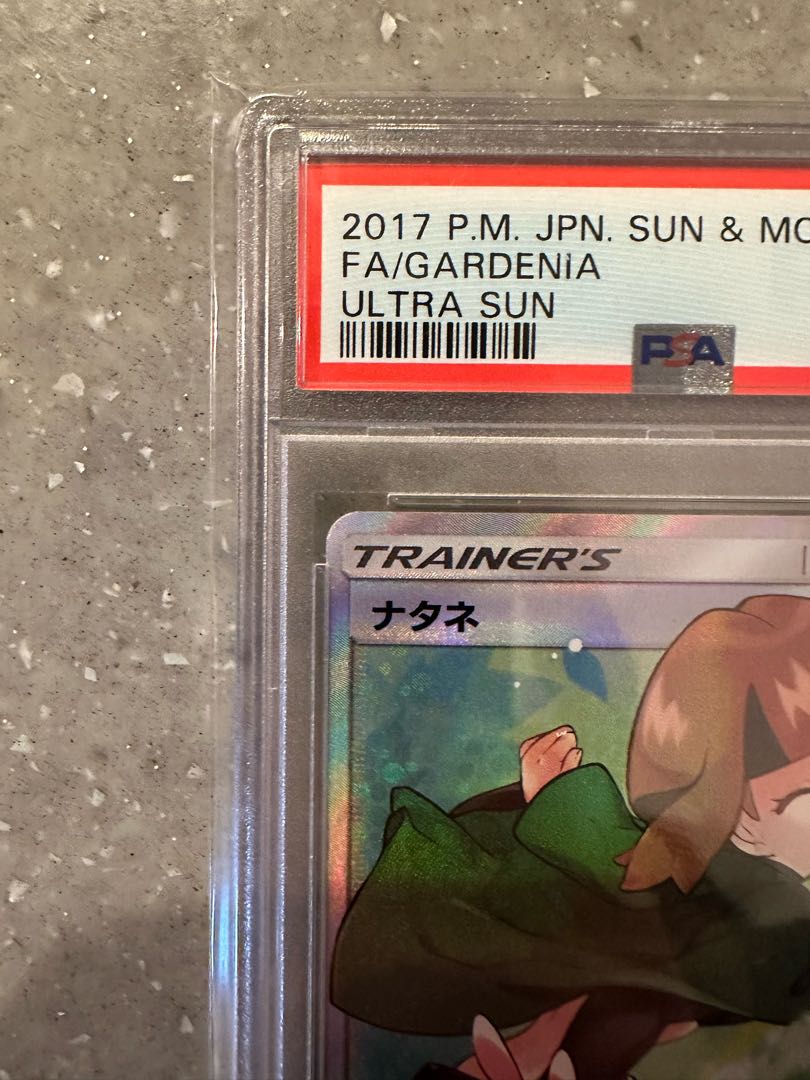 2017 P.M. JPN. SUN & MO
FA/GARDENIA
ULTRA SUN
PSA
TRAINER'S
ナタネ